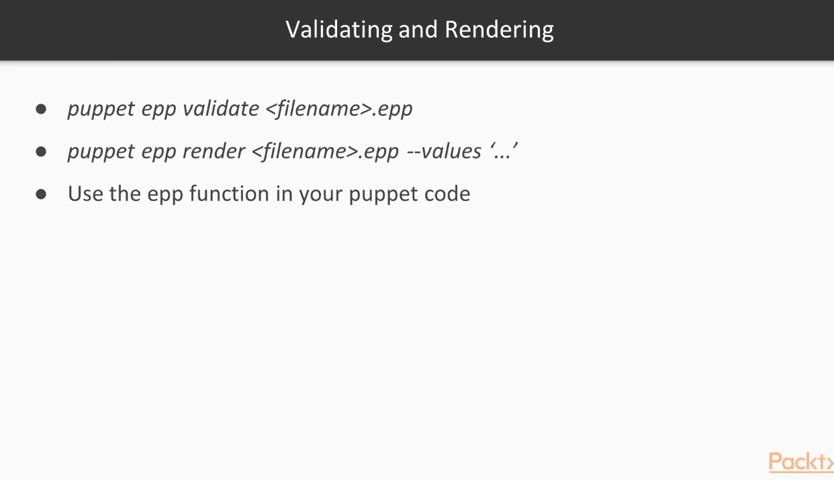 Validating and Rendering
● puppet epp validate <filename>.epp
● puppet epp render <filename>.epp --values ‘...’
● Use the epp function in your puppet code
Packt>